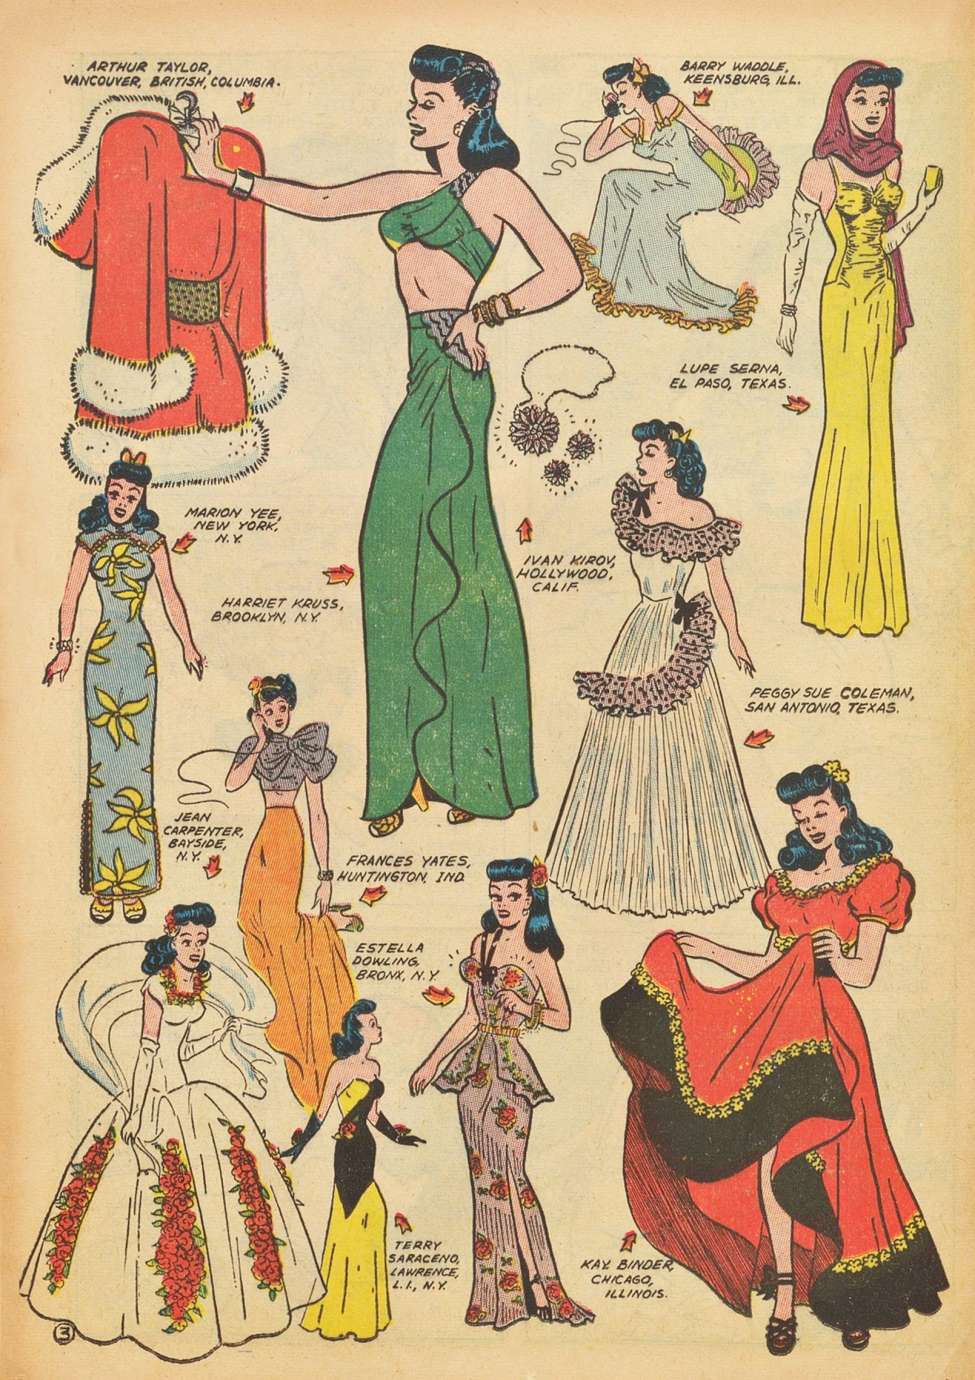 ARTHUR TAYLOR,
VANCOUVER, BRITISH, COLUMBIA.
BARRY WADDLE,
KEENSBURG, ILL.
LUPE SERNA,
EL PASO, TEXAS.
MARION YEE,
NEW YORK,
N.Y.
IVAN KIROV,
HOLLYWOOD,
CALIF.
HARRIET KRUSS,
BROOKLYN, N.Y.
PEGGY SUE COLEMAN,
SAN ANTONIO, TEXAS.
JEAN
CARPENTER,
BAYSIDE,
N.Y.
FRANCES YATES,
HUNTINGTON, IND.
ESTELLA
DOWLING,
BRONX, N.Y.
TERRY
SARACENO,
LAWRENCE,
L.I., N.Y.
KAY BINDER,
CHICAGO,
ILLINOIS.
3